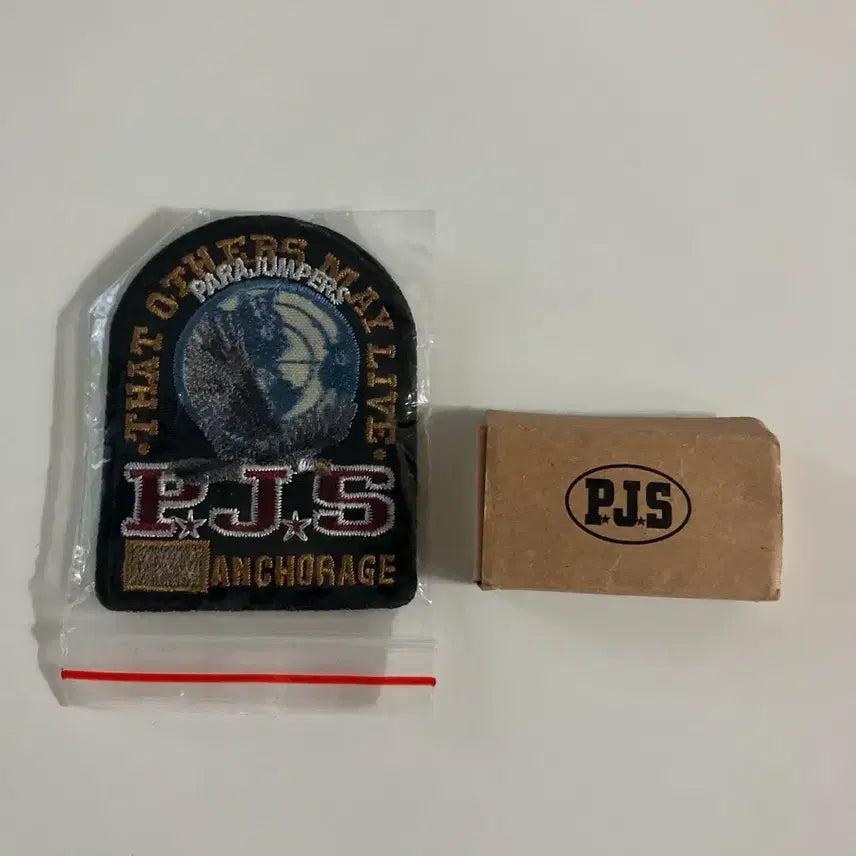 ·THAT OTHERS MAY LIVE·
PARAJUMPERS
P.J.S
ANCHORAGE
P.J.S